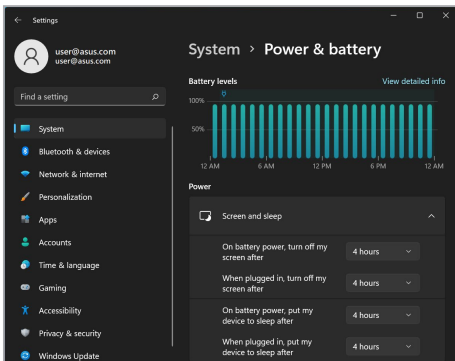 Settings
user@asus.com
user@asus.com
Find a setting
System
Bluetooth & devices
Network & internet
Personalization
Apps
Accounts
Time & language
Gaming
Accessibility
Privacy & security
Windows Update
System > Power & battery
Battery levels
View detailed info
100%
50%
12 AM
6 AM
12 PM
6 PM
12 AM
Power
Screen and sleep
On battery power, turn off my
screen after
4 hours
When plugged in, turn off my
screen after
4 hours
On battery power, put my
device to sleep after
4 hours
When plugged in, put my
device to sleep after
4 hours